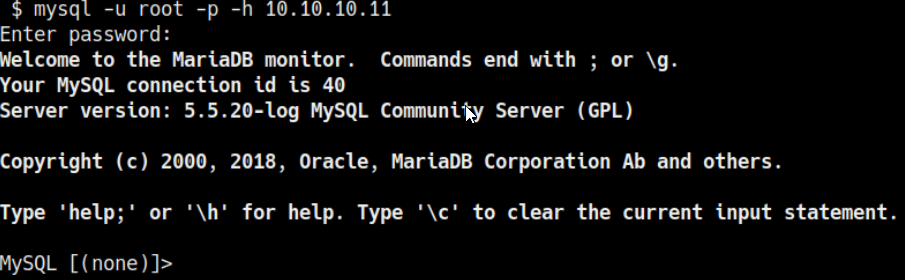 $ mysql -u root -p -h 10.10.10.11
Enter password:
Welcome to the MariaDB monitor.  Commands end with ; or \g.
Your MySQL connection id is 40
Server version: 5.5.20-log MySQL Community Server (GPL)
Copyright (c) 2000, 2018, Oracle, MariaDB Corporation Ab and others.
Type 'help;' or '\h' for help. Type '\c' to clear the current input statement.
MySQL [(none)]>